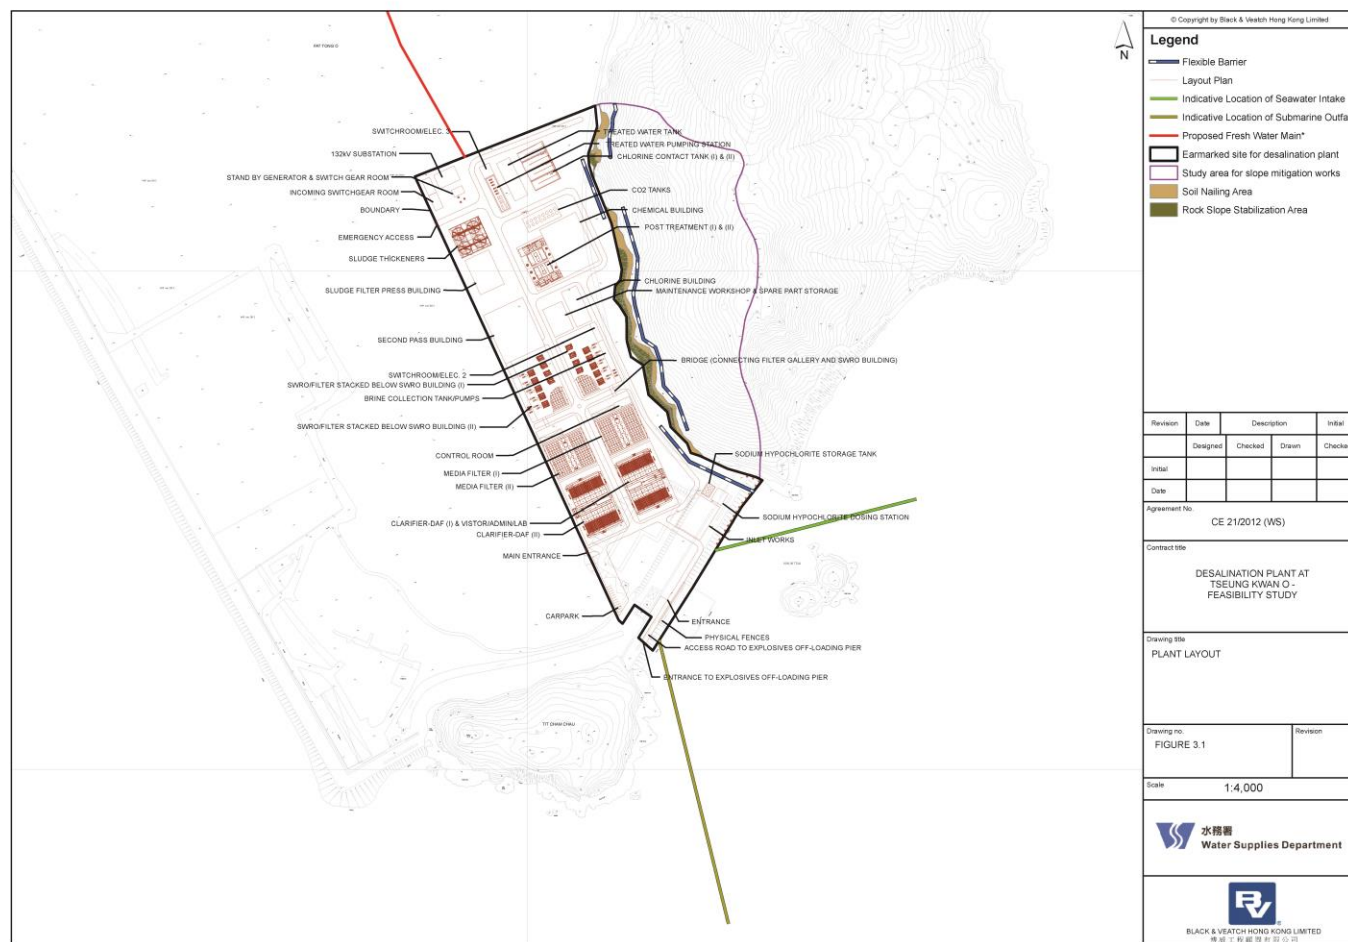 © Copyright by Black & Veatch Hong Kong Limited
Legend
Flexible Barrier
Layout Plan
Indicative Location of Seawater Intake
Indicative Location of Submarine Outfa
Proposed Fresh Water Main*
Earmarked site for desalination plant
Study area for slope mitigation works
Soil Nailing Area
Rock Slope Stabilization Area
N
SWITCHROOM/ELEC. 3
132kV SUBSTATION
STAND BY GENERATOR & SWITCH GEAR ROOM
INCOMING SWITCHGEAR ROOM
BOUNDARY
EMERGENCY ACCESS
SLUDGE THICKENERS
SLUDGE FILTER PRESS BUILDING
SECOND PASS BUILDING
SWITCHROOM/ELEC. 2
SWRO/FILTER STACKED BELOW SWRO BUILDING (I)
BRINE COLLECTION TANK/PUMPS
SWRO/FILTER STACKED BELOW SWRO BUILDING (II)
CONTROL ROOM
MEDIA FILTER (I)
MEDIA FILTER (II)
CLARIFIER-DAF (I) & VISTOR/ADMIN/LAB
CLARIFIER-DAF (II)
MAIN ENTRANCE
CARPARK
TREATED WATER TANK
TREATED WATER PUMPING STATION
CHLORINE CONTACT TANK (I) & (II)
CO2 TANKS
CHEMICAL BUILDING
POST TREATMENT (I) & (II)
CHLORINE BUILDING
MAINTENANCE WORKSHOP & SPARE PART STORAGE
BRIDGE (CONNECTING FILTER GALLERY AND SWRO BUILDING)
SODIUM HYPOCHLORITE STORAGE TANK
SODIUM HYPOCHLORITE DOSING STATION
INLET WORKS
ENTRANCE
PHYSICAL FENCES
ACCESS ROAD TO EXPLOSIVES OFF-LOADING PIER
ENTRANCE TO EXPLOSIVES OFF-LOADING PIER
TIT CHAM CHAU
Revision Date Description Initial
Designed Checked Drawn Checke
Initial
Date
Agreement No.
CE 21/2012 (WS)
Contract title
DESALINATION PLANT AT
TSEUNG KWAN O -
FEASIBILITY STUDY
Drawing title
PLANT LAYOUT
Drawing no. Revision
FIGURE 3.1
Scale 1:4,000
水務署
Water Supplies Department
BV
BLACK & VEATCH HONG KONG LIMITED